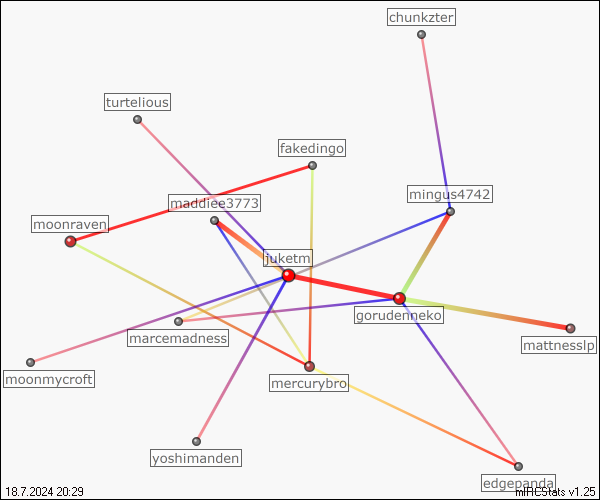 chunkzter
turtelious
fakedingo
mingus4742
maddiee3773
moonraven
juketm
gorudenneko
marcemadness
mattnesslp
moonmycroft
mercurybro
yoshimanden
edgepanda
18.7.2024 20:29
mIRCStats v1.25